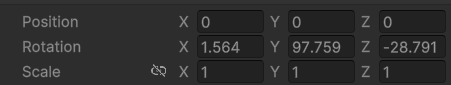 Position X 0 Y 0 Z 0
Rotation X 1.564 Y 97.759 Z -28.791
Scale X 1 Y 1 Z 1